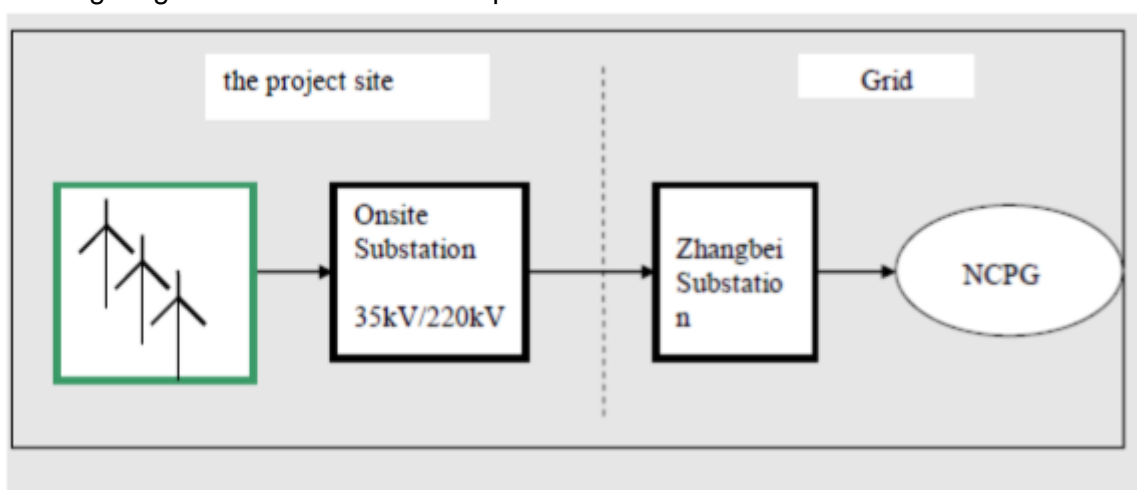 the project site
Grid
Onsite
Substation
35kV/220kV
Zhangbei
Substatio
n
NCPG